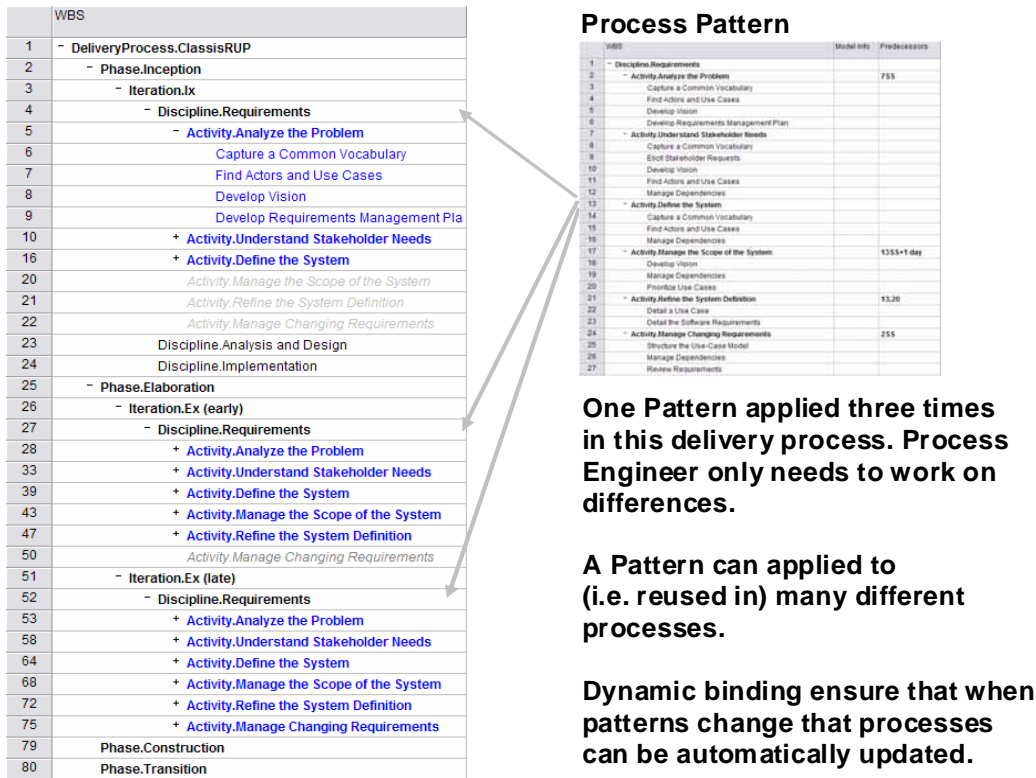 WBS
1 - DeliveryProcess.ClassisRUP
2 - Phase.Inception
3 - Iteration.Ix
4 - Discipline.Requirements
5 - Activity.Analyze the Problem
6 Capture a Common Vocabulary
7 Find Actors and Use Cases
8 Develop Vision
9 Develop Requirements Management Pla
10 + Activity.Understand Stakeholder Needs
16 + Activity.Define the System
20 Activity.Manage the Scope of the System
21 Activity.Refine the System Definition
22 Activity.Manage Changing Requirements
23 Discipline.Analysis and Design
24 Discipline.Implementation
25 - Phase.Elaboration
26 - Iteration.Ex (early)
27 - Discipline.Requirements
28 + Activity.Analyze the Problem
33 + Activity.Understand Stakeholder Needs
39 + Activity.Define the System
43 + Activity.Manage the Scope of the System
47 + Activity.Refine the System Definition
50 Activity.Manage Changing Requirements
51 - Iteration.Ex (late)
52 - Discipline.Requirements
53 + Activity.Analyze the Problem
58 + Activity.Understand Stakeholder Needs
64 + Activity.Define the System
68 + Activity.Manage the Scope of the System
72 + Activity.Refine the System Definition
75 + Activity.Manage Changing Requirements
79 Phase.Construction
80 Phase.Transition
Process Pattern
WBS Model Info Predecessors
1 - Discipline.Requirements
2 - Activity.Analyze the Problem 7SS
3 Capture a Common Vocabulary
4 Find Actors and Use Cases
5 Develop Vision
6 Develop Requirements Management Plan
7 - Activity.Understand Stakeholder Needs
8 Capture a Common Vocabulary
9 Elicit Stakeholder Requests
10 Develop Vision
11 Find Actors and Use Cases
12 Manage Dependencies
13 - Activity.Define the System
14 Capture a Common Vocabulary
15 Find Actors and Use Cases
16 Manage Dependencies
17 - Activity.Manage the Scope of the System 13SS+1 day
18 Develop Vision
19 Manage Dependencies
20 Prioritize Use Cases
21 - Activity.Refine the System Definition 13,20
22 Detail a Use Case
23 Detail the Software Requirements
24 - Activity.Manage Changing Requirements 2SS
25 Structure the Use-Case Model
26 Manage Dependencies
27 Review Requirements
One Pattern applied three times
in this delivery process. Process
Engineer only needs to work on
differences.
A Pattern can applied to
(i.e. reused in) many different
processes.
Dynamic binding ensure that when
patterns change that processes
can be automatically updated.